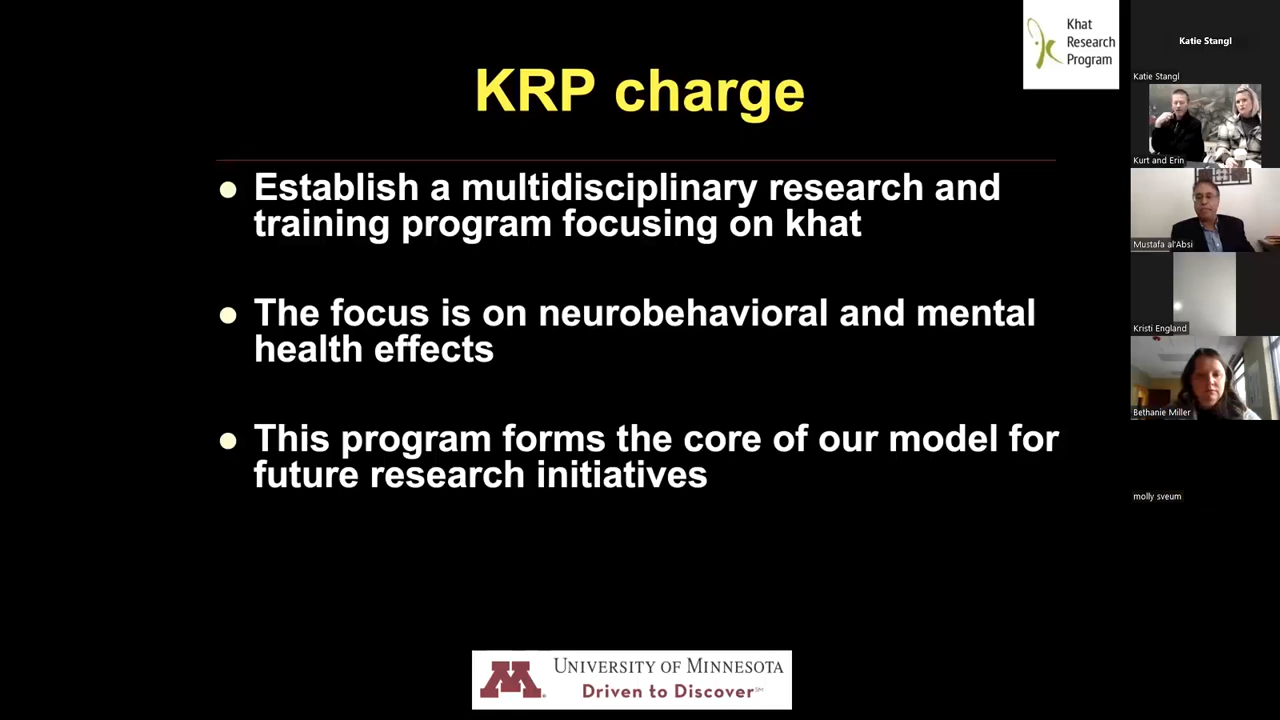 KRP charge
Khat
Research
Program
Establish a multidisciplinary research and
training program focusing on khat
The focus is on neurobehavioral and mental
health effects
This program forms the core of our model for
future research initiatives
UNIVERSITY OF MINNESOTA
Driven to Discover℠
Katie Stangl
Katie Stangl
Kurt and Erin
Mustafa al'Absi
Kristi England
Bethanie Miller
molly sveum